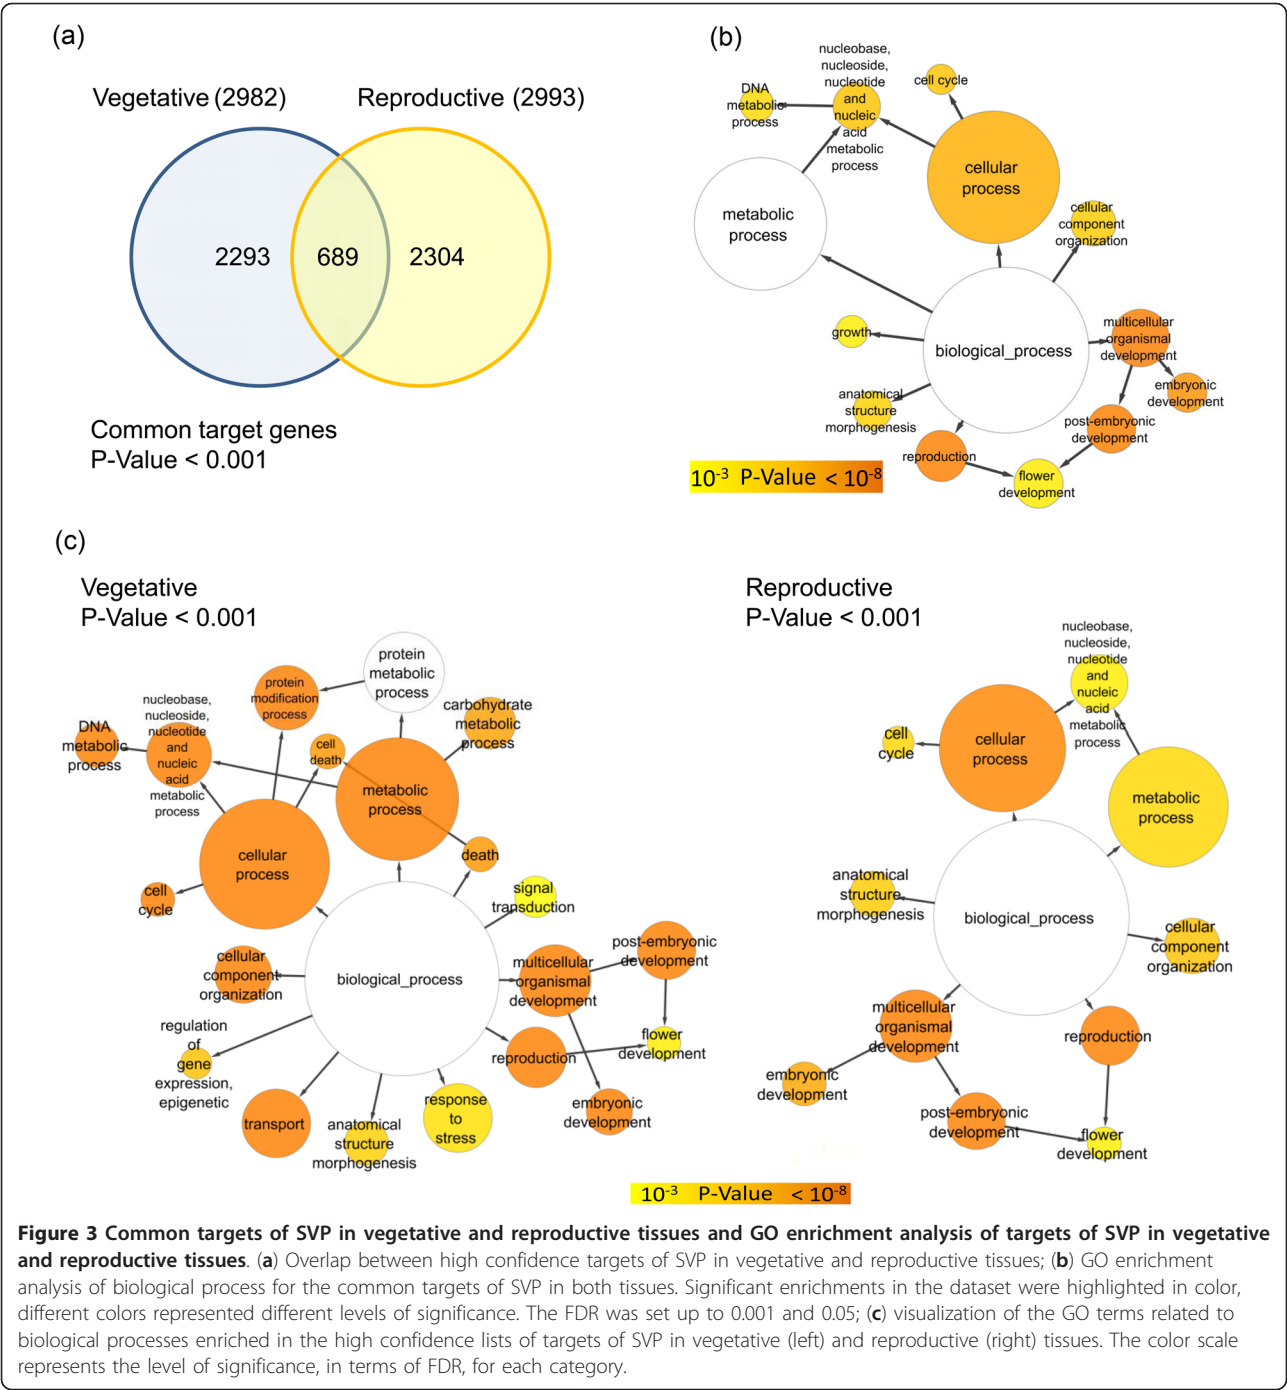 (a)
Vegetative (2982)
Reproductive (2993)
2293
689
2304
Common target genes
P-Value < 0.001
(b)
nucleobase,
nucleoside,
nucleotide
and
nucleic
acid
metabolic
process
DNA
metabolic
process
cell cycle
cellular
process
metabolic
process
cellular
component
organization
growth
biological_process
multicellular
organismal
development
embryonic
development
anatomical
structure
morphogenesis
post-embryonic
development
reproduction
flower
development
10-3 P-Value < 10-8
(c)
Vegetative
P-Value < 0.001
protein
metabolic
process
protein
modification
process
carbohydrate
metabolic
process
nucleobase,
nucleoside,
nucleotide
and
nucleic
acid
metabolic
process
DNA
metabolic
process
cell
death
metabolic
process
cellular
process
death
cell
cycle
signal
transduction
cellular
component
organization
biological_process
multicellular
organismal
development
post-embryonic
development
regulation
of
gene
expression,
epigenetic
reproduction
flower
development
transport
anatomical
structure
morphogenesis
response
to
stress
embryonic
development
Reproductive
P-Value < 0.001
nucleobase,
nucleoside,
nucleotide
and
nucleic
acid
metabolic
process
cell
cycle
cellular
process
metabolic
process
anatomical
structure
morphogenesis
biological_process
cellular
component
organization
multicellular
organismal
development
reproduction
embryonic
development
post-embryonic
development
flower
development
10-3 P-Value < 10-8
Figure 3 Common targets of SVP in vegetative and reproductive tissues and GO enrichment analysis of targets of SVP in vegetative
and reproductive tissues. (a) Overlap between high confidence targets of SVP in vegetative and reproductive tissues; (b) GO enrichment
analysis of biological process for the common targets of SVP in both tissues. Significant enrichments in the dataset were highlighted in color,
different colors represented different levels of significance. The FDR was set up to 0.001 and 0.05; (c) visualization of the GO terms related to
biological processes enriched in the high confidence lists of targets of SVP in vegetative (left) and reproductive (right) tissues. The color scale
represents the level of significance, in terms of FDR, for each category.